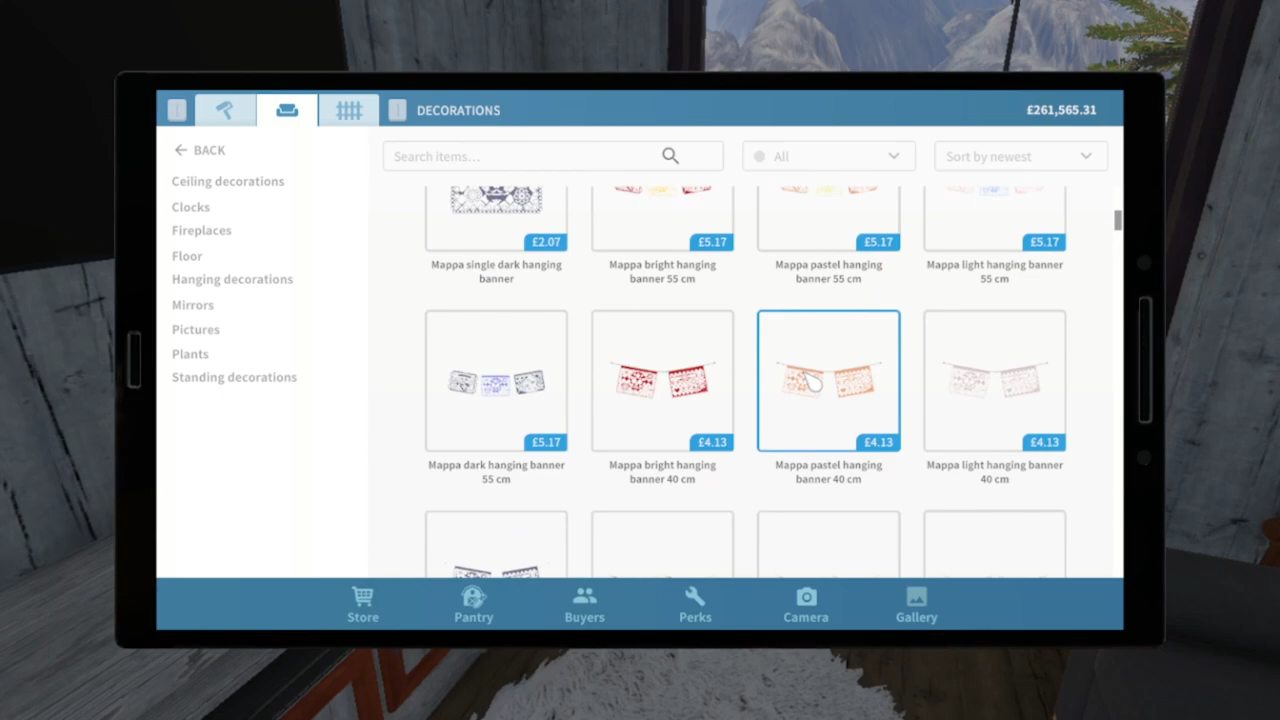 DECORATIONS
£261,565.31
BACK
Search items...
All
Sort by newest
Ceiling decorations
Clocks
Fireplaces
Floor
Hanging decorations
Mirrors
Pictures
Plants
Standing decorations
£2.07
£5.17
£5.17
£5.17
Mappa single dark hanging
banner
Mappa bright hanging
banner 55 cm
Mappa pastel hanging
banner 55 cm
Mappa light hanging banner
55 cm
£5.17
£4.13
£4.13
£4.13
Mappa dark hanging banner
55 cm
Mappa bright hanging
banner 40 cm
Mappa pastel hanging
banner 40 cm
Mappa light hanging banner
40 cm
Store
Pantry
Buyers
Perks
Camera
Gallery